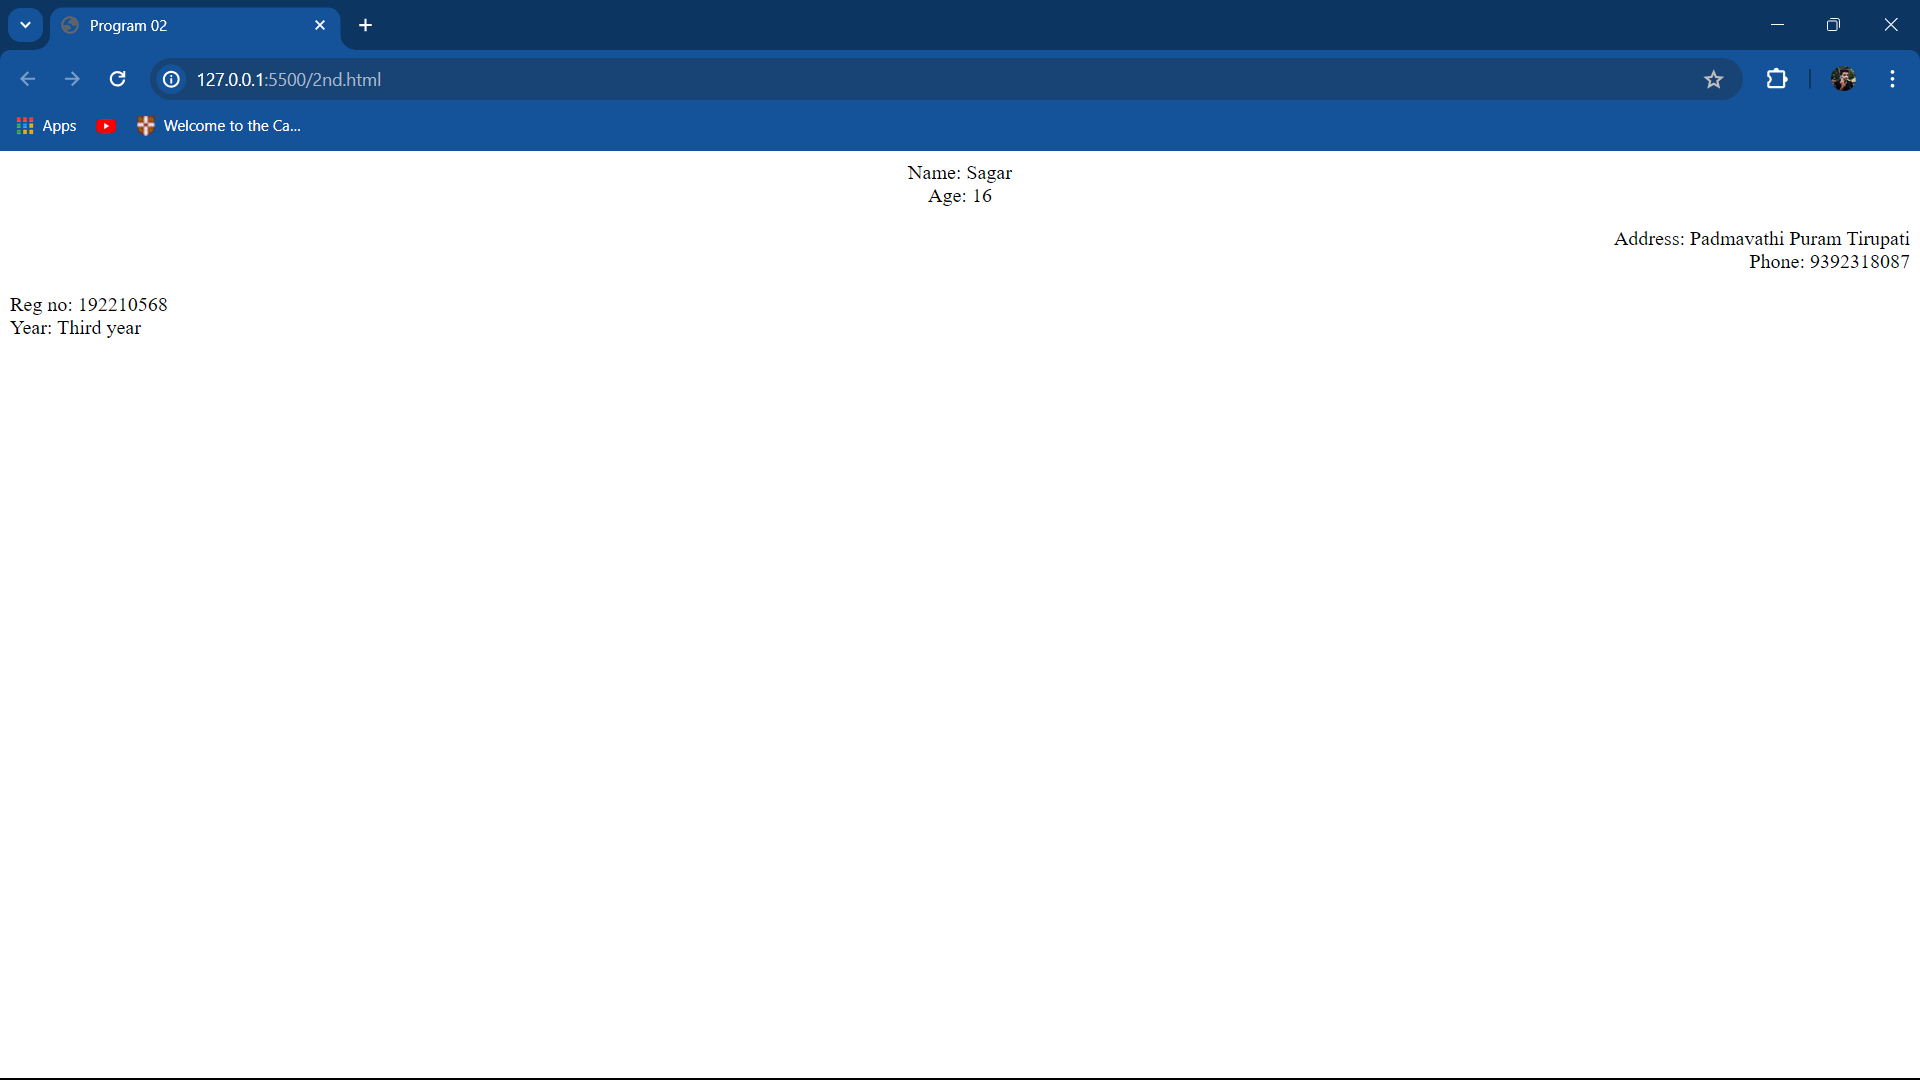 Program 02
127.0.0.1:5500/2nd.html
Apps
Welcome to the Ca...
Name: Sagar
Age: 16
Address: Padmavathi Puram Tirupati
Phone: 9392318087
Reg no: 192210568
Year: Third year